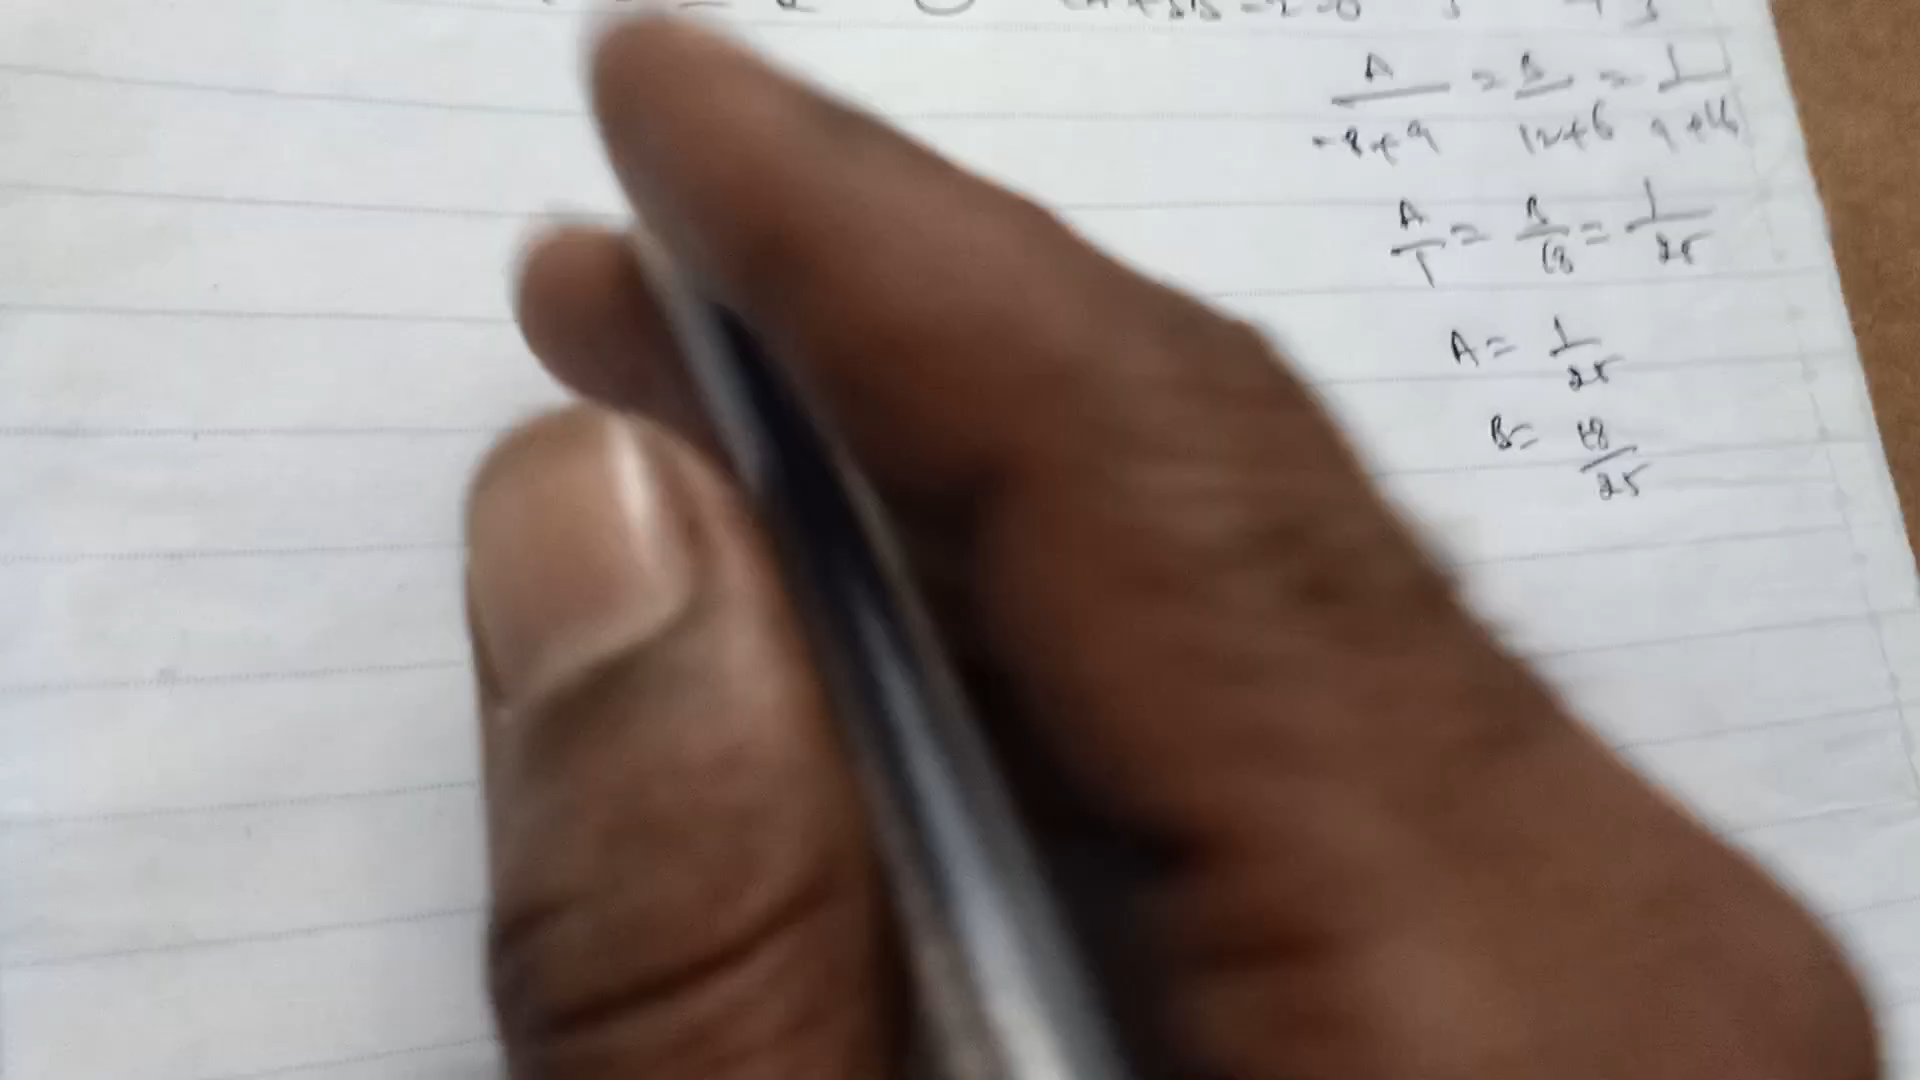 A/(-8+9) = B/(12+6) = 1/(9+16)
A/1 = B/18 = 1/25
A = 1/25
B = 18/25